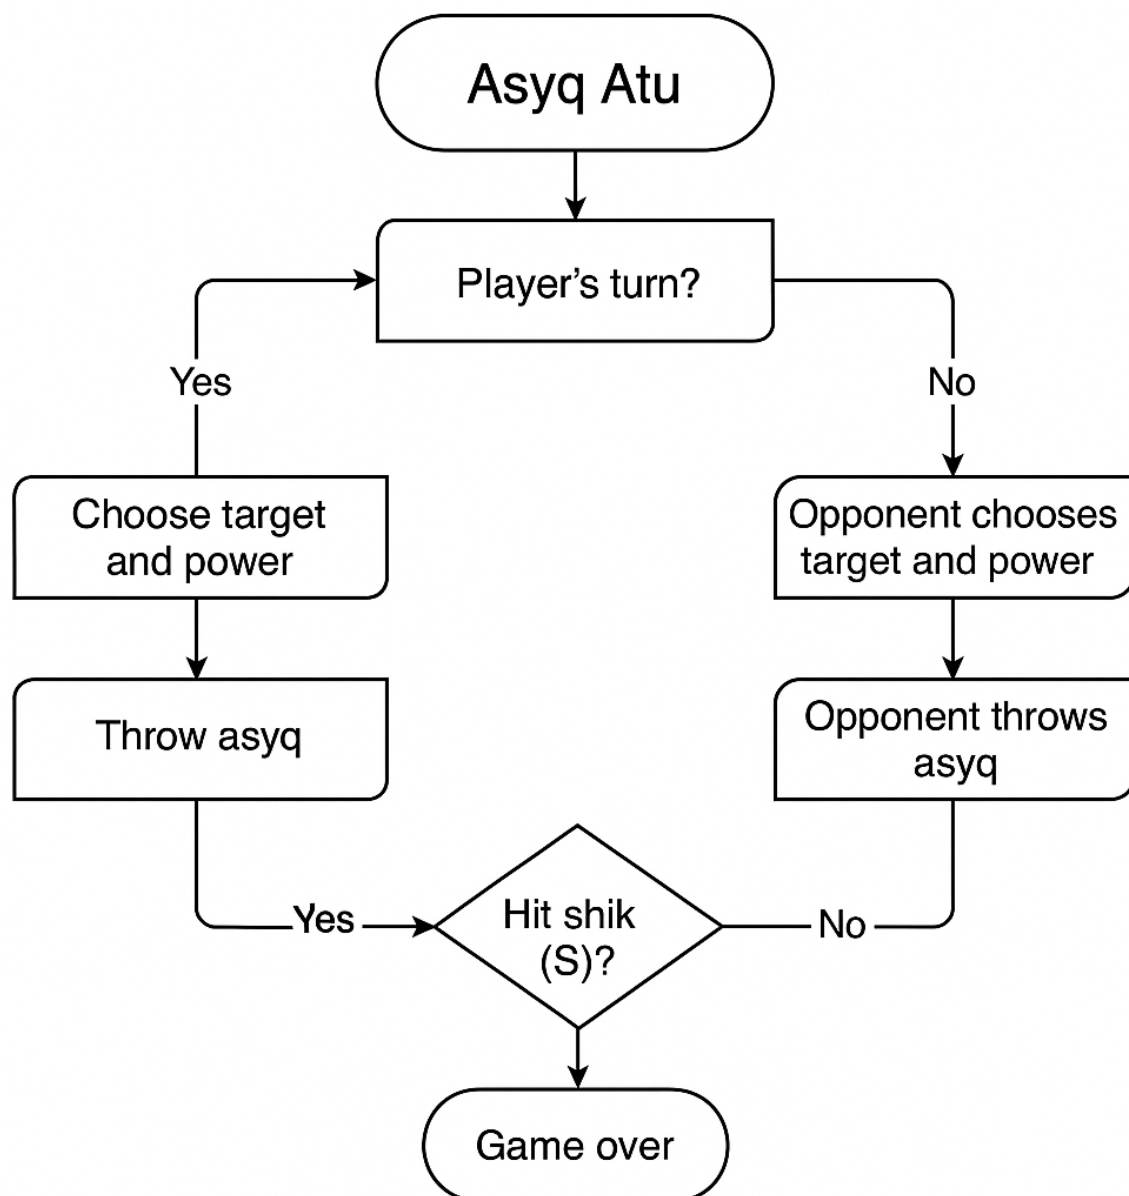 Asyq Atu
Player's turn?
Yes
No
Choose target
and power
Opponent chooses
target and power
Throw asyq
Opponent throws
asyq
Yes
Hit shik
(S)?
No
Game over